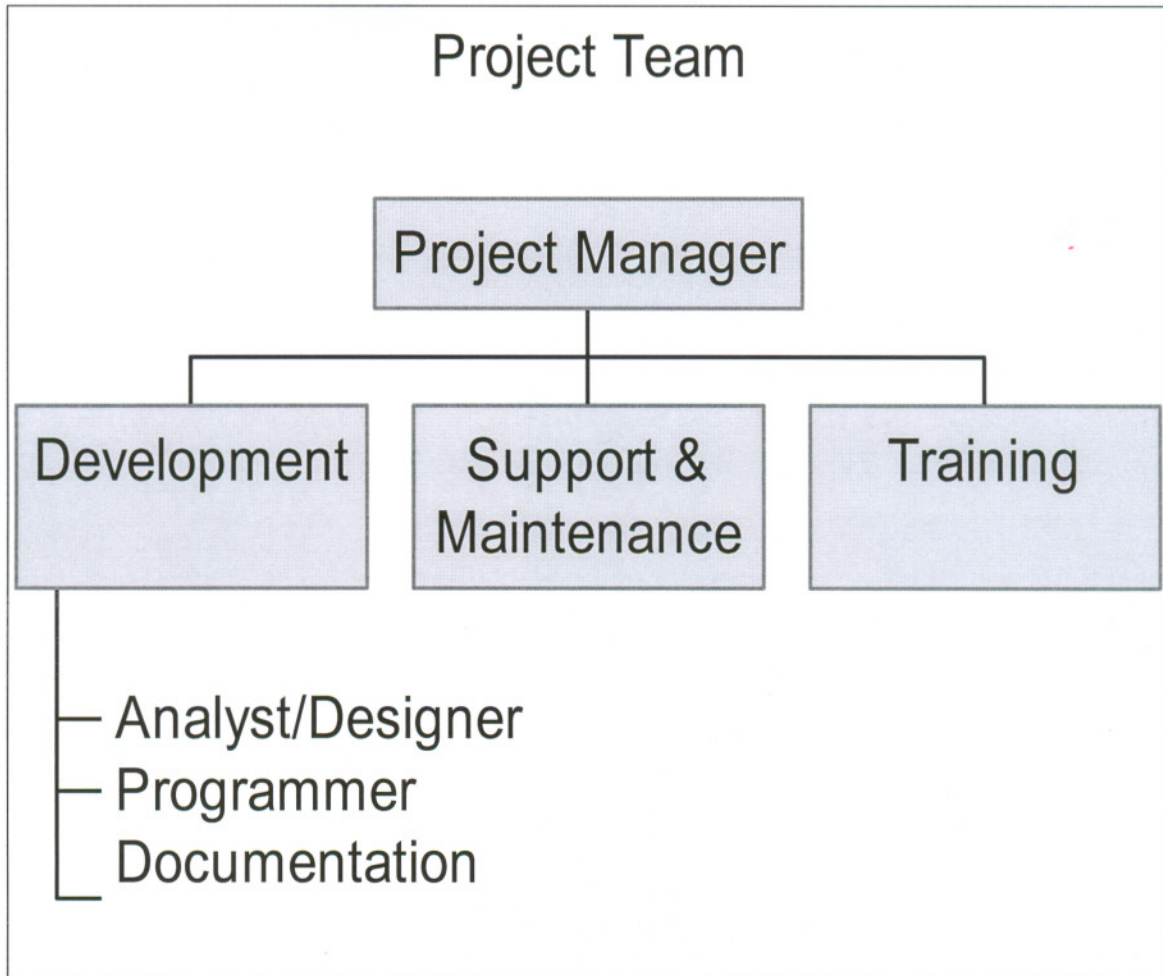 Project Team
Project Manager
Development
Support &
Maintenance
Training
Analyst/Designer
Programmer
Documentation